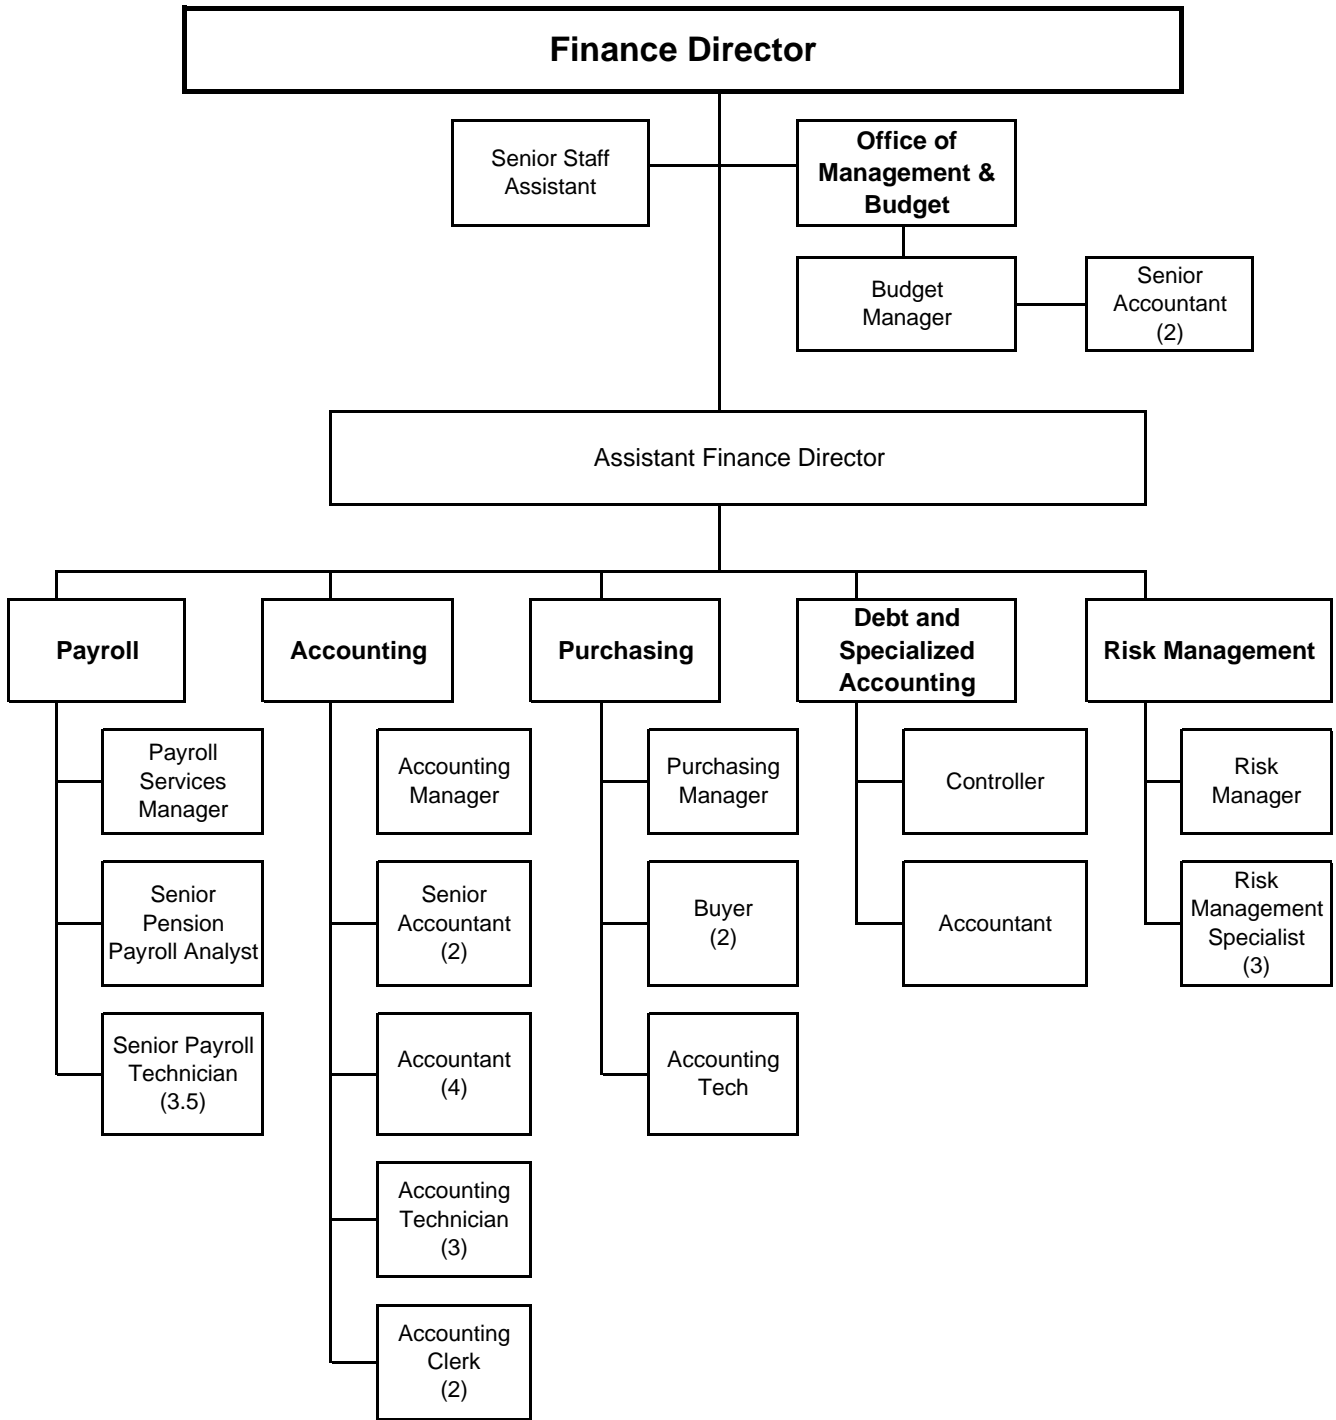 Finance Director
Senior Staff
Assistant
Office of
Management &
Budget
Budget
Manager
Senior
Accountant
(2)
Assistant Finance Director
Payroll
Accounting
Purchasing
Debt and
Specialized
Accounting
Risk Management
Payroll
Services
Manager
Accounting
Manager
Purchasing
Manager
Controller
Risk
Manager
Senior
Pension
Payroll Analyst
Senior
Accountant
(2)
Buyer
(2)
Accountant
Risk
Management
Specialist
(3)
Senior Payroll
Technician
(3.5)
Accountant
(4)
Accounting
Tech
Accounting
Technician
(3)
Accounting
Clerk
(2)